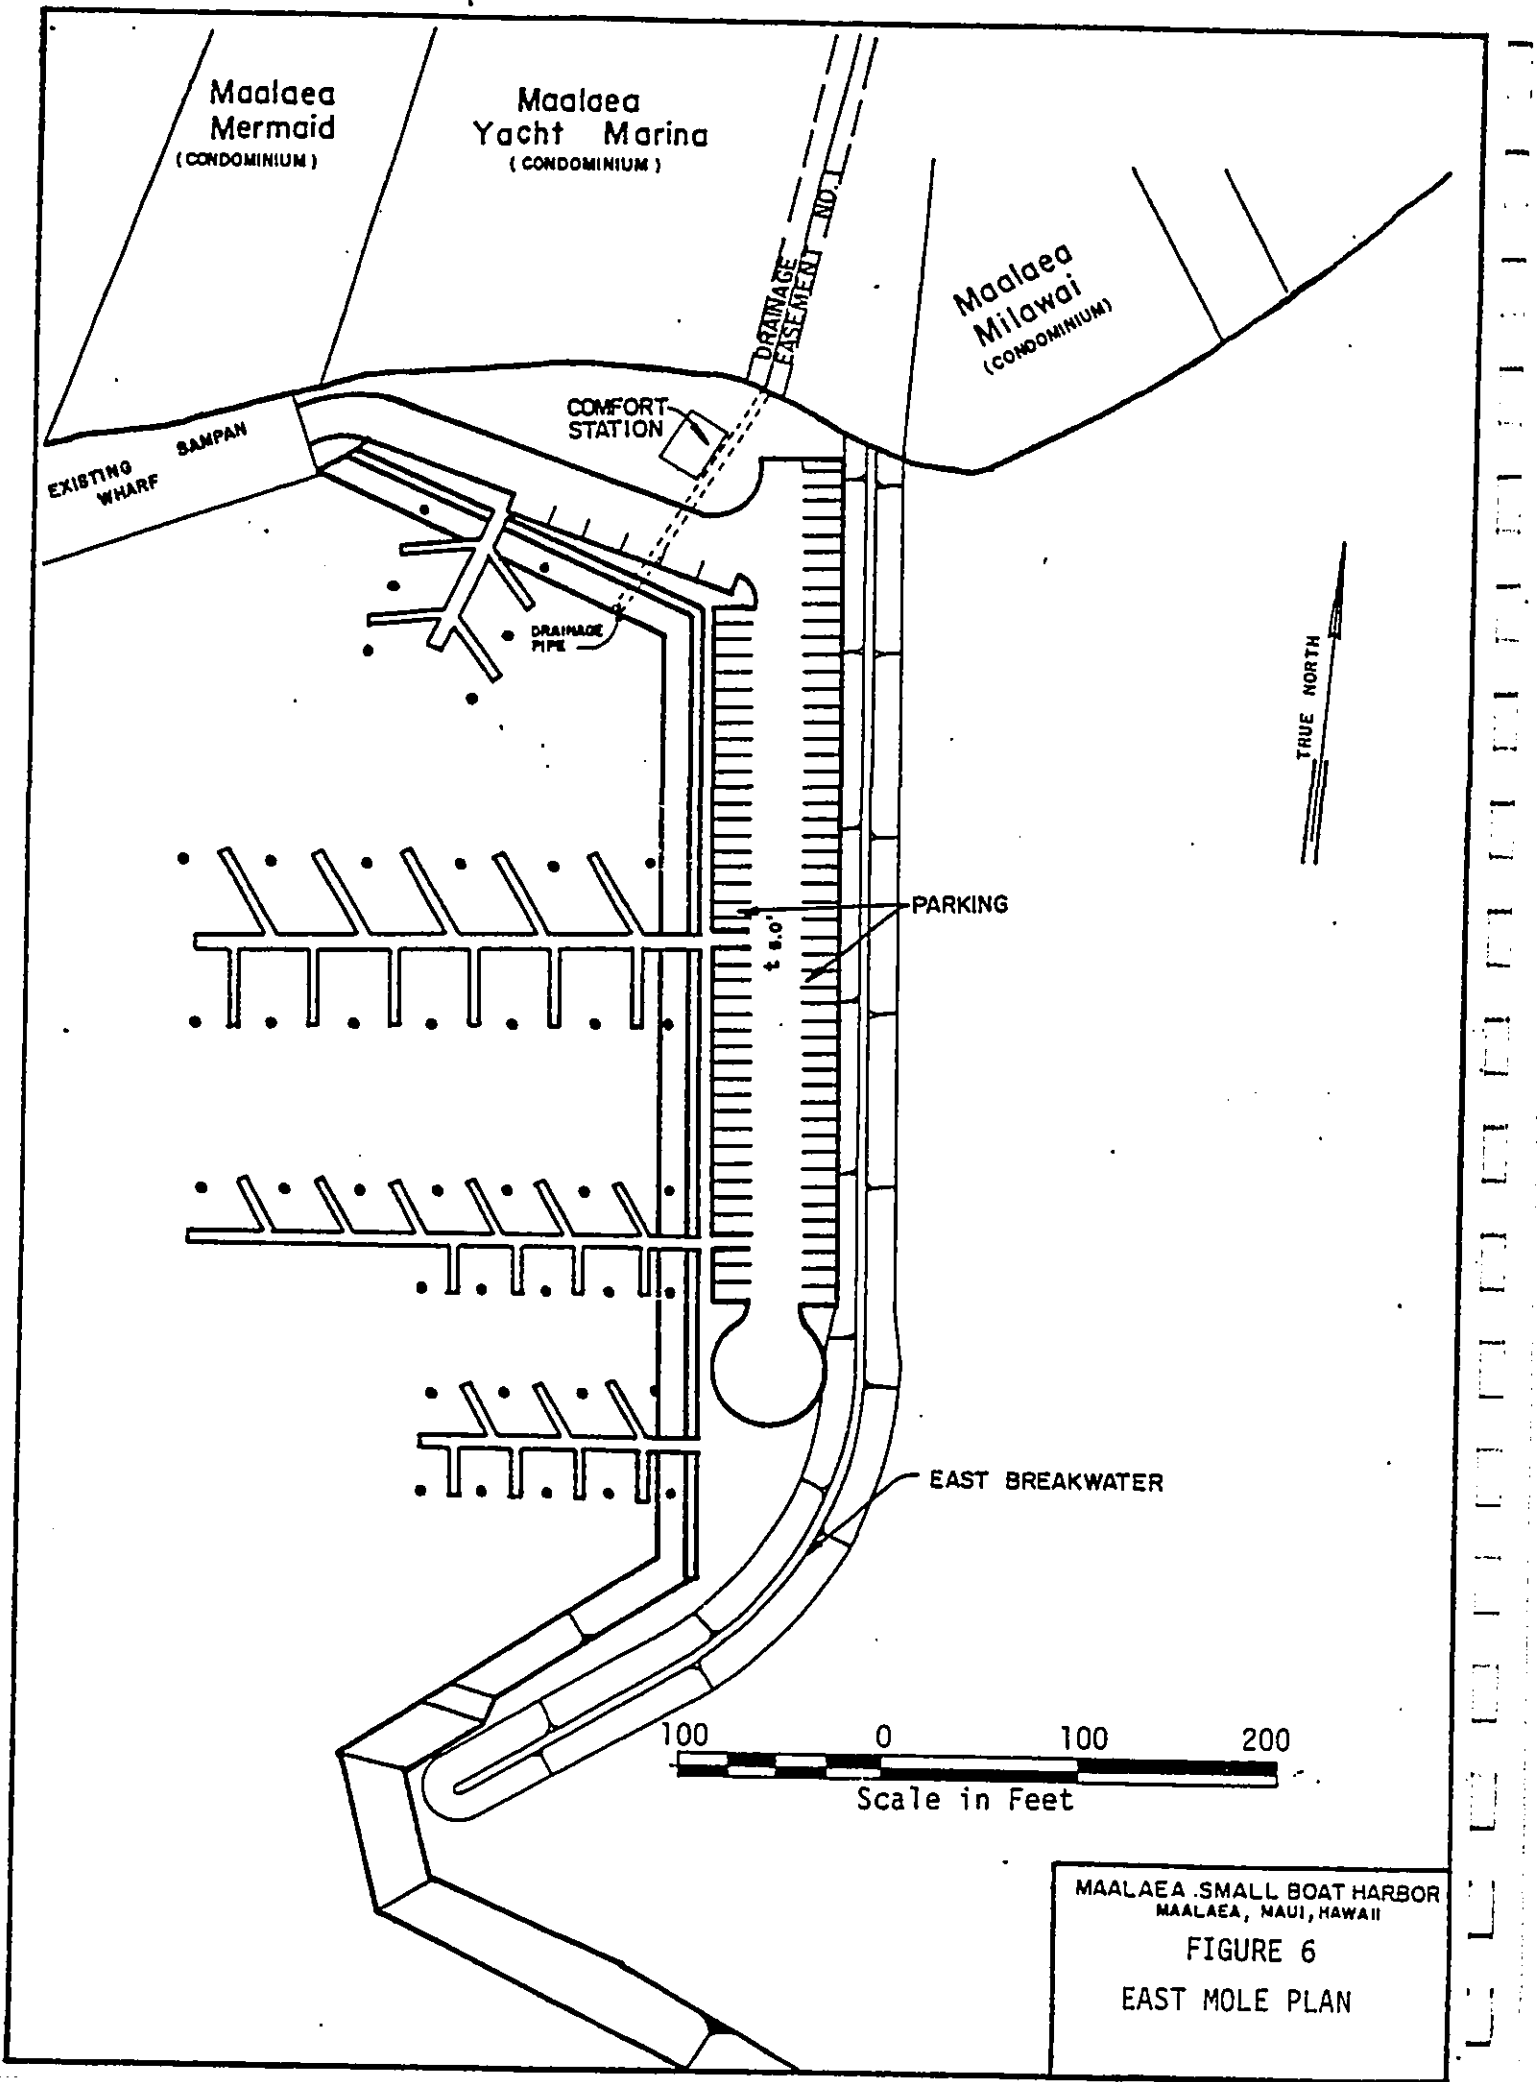 Maalaea
Mermaid
(CONDOMINIUM)
Maalaea
Yacht Marina
(CONDOMINIUM)
DRAINAGE
EASEMENT NO. 1
Maalaea
Milawai
(CONDOMINIUM)
COMFORT
STATION
EXISTING SAMPAN
WHARF
DRAINAGE
PIPE
TRUE NORTH
PARKING
EAST BREAKWATER
100 0 100 200
Scale in Feet
MAALAEA SMALL BOAT HARBOR
MAALAEA, MAUI, HAWAII
FIGURE 6
EAST MOLE PLAN